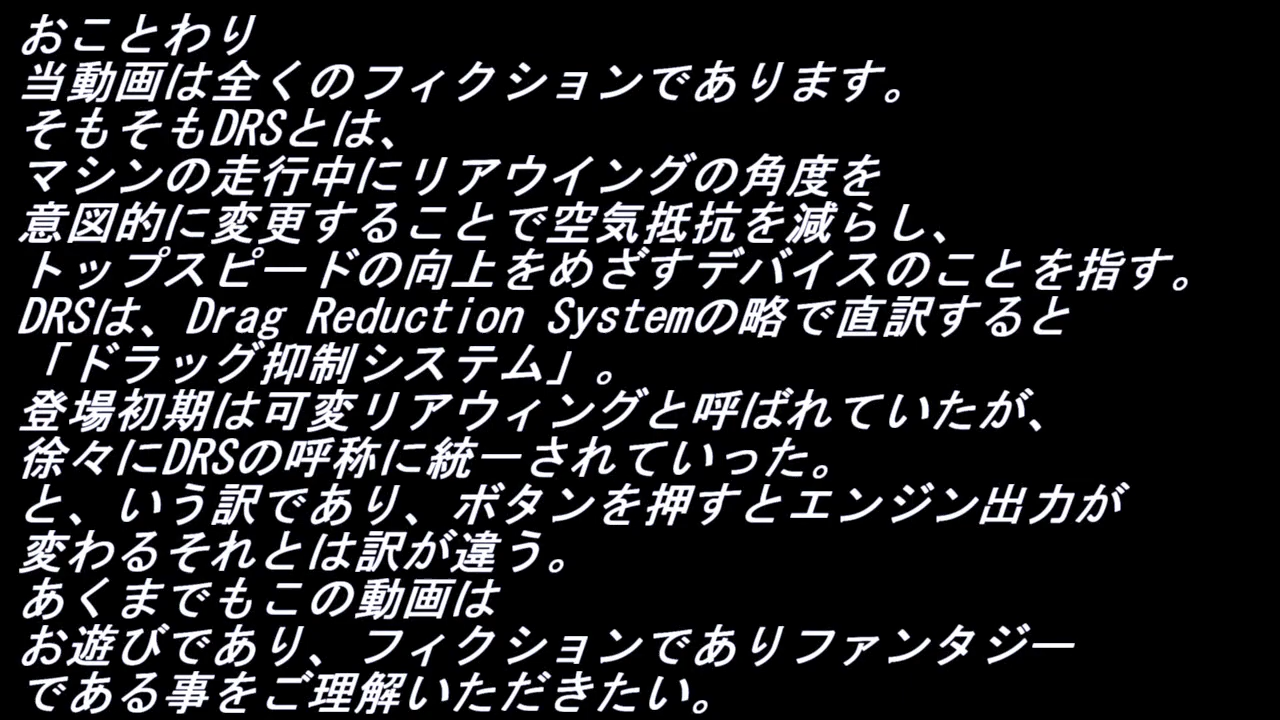 おことわり
当動画は全くのフィクションであります。
そもそもDRSとは、
マシンの走行中にリアウイングの角度を
意図的に変更することで空気抵抗を減らし、
トップスピードの向上をめざすデバイスのことを指す。
DRSは、Drag Reduction Systemの略で直訳すると
「ドラッグ抑制システム」。
登場初期は可変リアウィングと呼ばれていたが、
徐々にDRSの呼称に統一されていった。
と、いう訳であり、ボタンを押すとエンジン出力が
変わるそれとは訳が違う。
あくまでもこの動画は
お遊びであり、フィクションでありファンタジー
である事をご理解いただきたい。